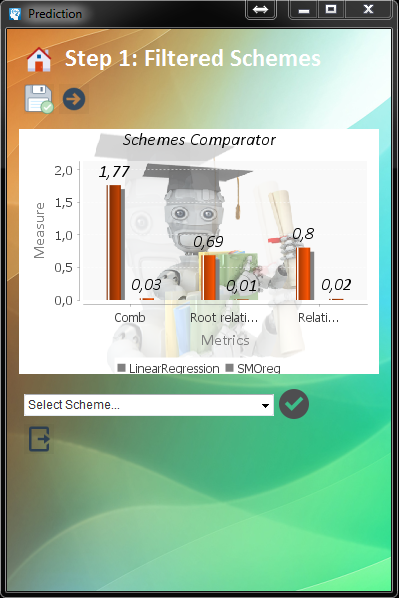 Prediction
Step 1: Filtered Schemes
Schemes Comparator
Measure
2,0
1,5
1,0
0,5
0,0
1,77
0,03
0,69
0,01
0,8
0,02
Comb
Root relati...
Relati...
Metrics
LinearRegression SMOreg
Select Scheme...